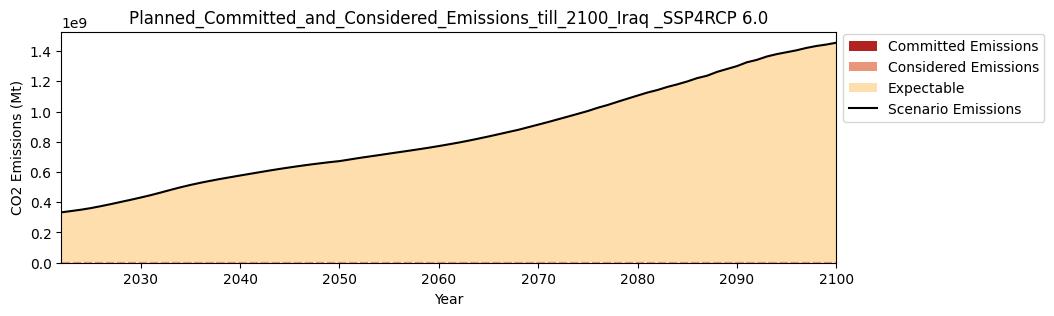 Planned_Committed_and_Considered_Emissions_till_2100_Iraq _SSP4RCP 6.0
1e9
1.4
1.2
1.0
0.8
0.6
0.4
0.2
0.0
CO2 Emissions (Mt)
2030
2040
2050
2060
2070
2080
2090
2100
Year
Committed Emissions
Considered Emissions
Expectable
Scenario Emissions